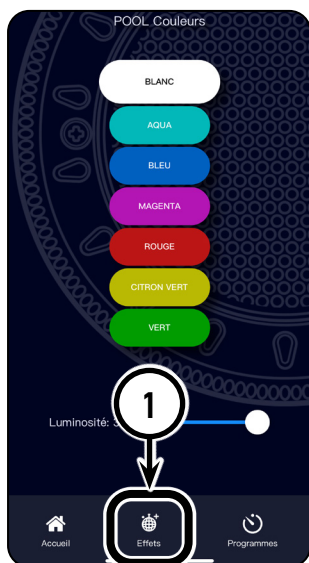 POOL Couleurs
BLANC
AQUA
BLEU
MAGENTA
ROUGE
CITRON VERT
VERT
1
Luminosité:
Accueil
Effets
Programmes